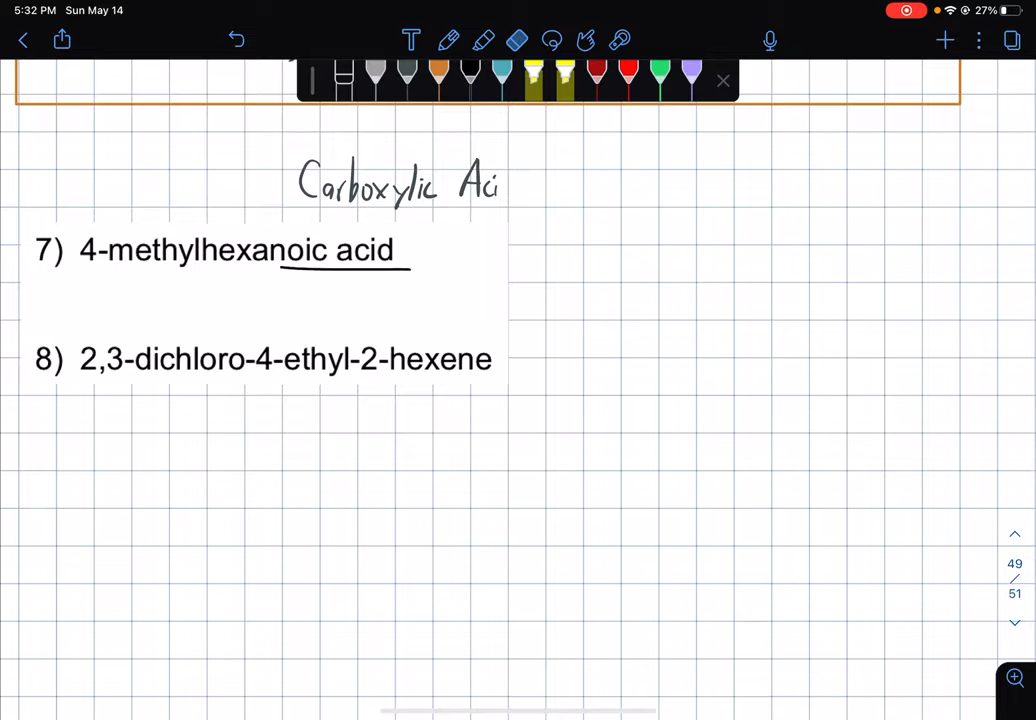 5:32 PM Sun May 14
27%
Carboxylic Aci
7) 4-methylhexanoic acid
8) 2,3-dichloro-4-ethyl-2-hexene
49
/
51